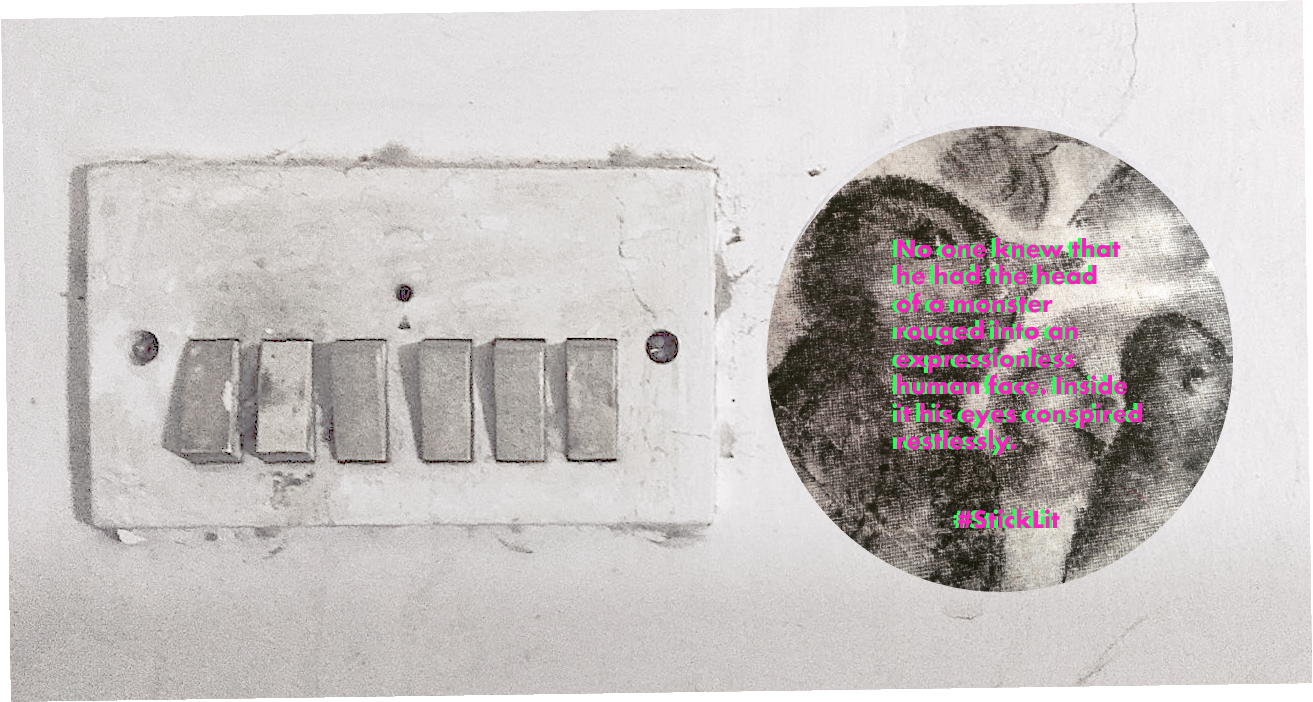 No one knew that
he had the head
of a monster
rouged into an
expressionless
human face. Inside
it his eyes conspired
restlessly.
#StickLit